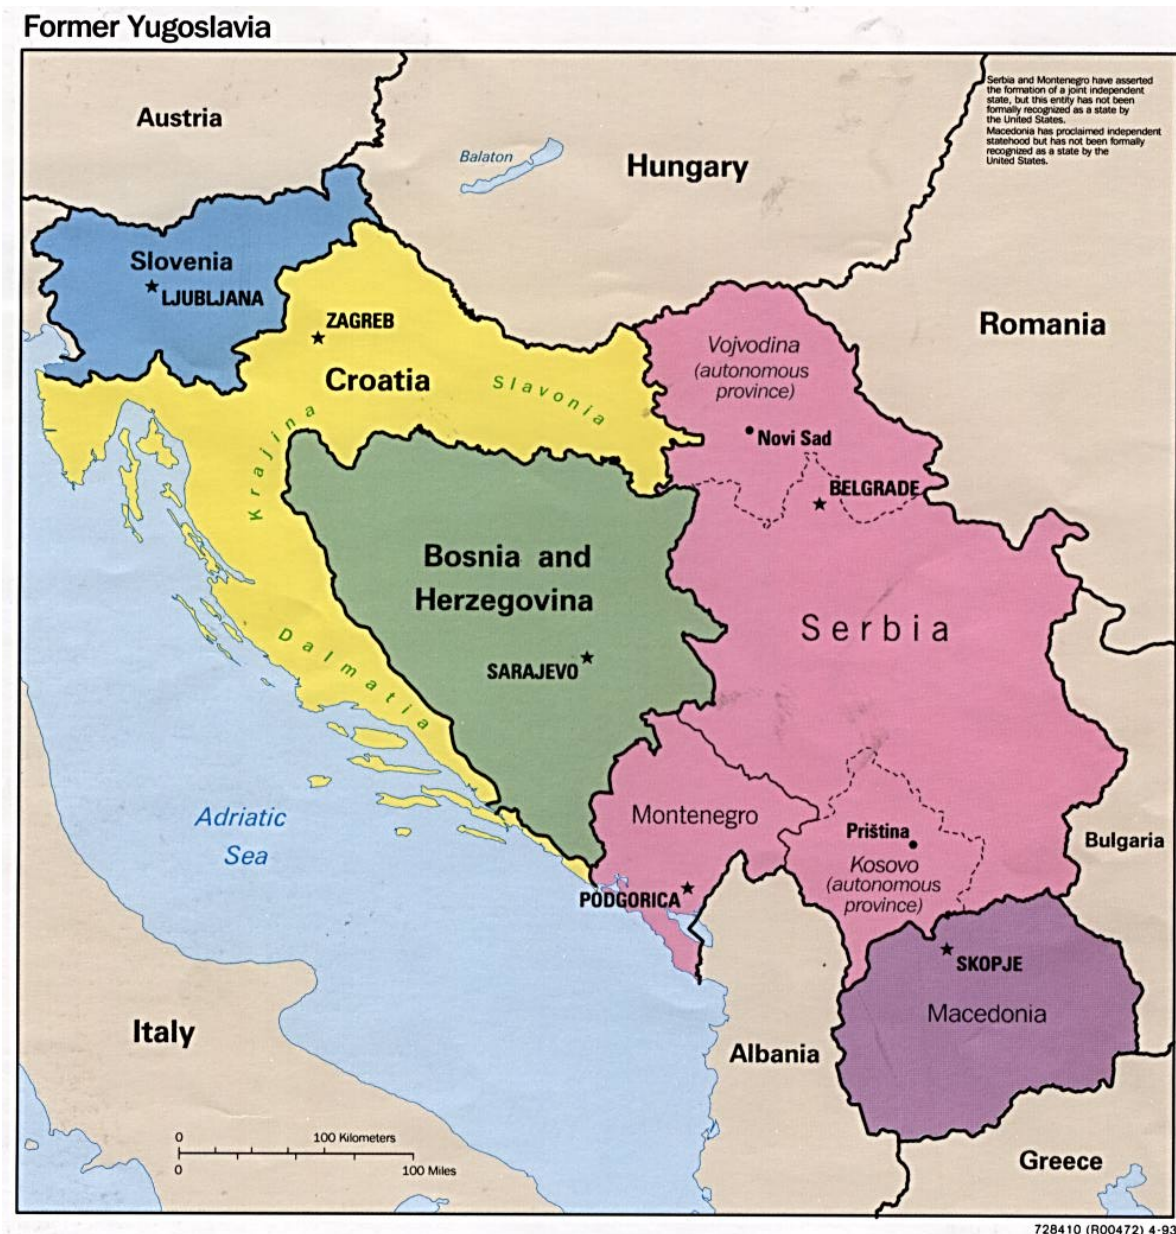 Former Yugoslavia
Serbia and Montenegro have asserted
the formation of a joint independent
state, but this entity has not been
formally recognized as a state by
the United States.
Macedonia has proclaimed independent
statehood but has not been formally
recognized as a state by the
United States.
Austria
Balaton
Hungary
Slovenia
LJUBLJANA
ZAGREB
Romania
Vojvodina
(autonomous
province)
Croatia
Slavonia
Krajina
Novi Sad
BELGRADE
Bosnia and
Herzegovina
Serbia
SARAJEVO
Dalmatia
Adriatic
Sea
Montenegro
Priština
Kosovo
(autonomous
province)
Bulgaria
PODGORICA
SKOPJE
Macedonia
Italy
Albania
0 100 Kilometers
0 100 Miles
Greece
728410 (R00472) 4-93